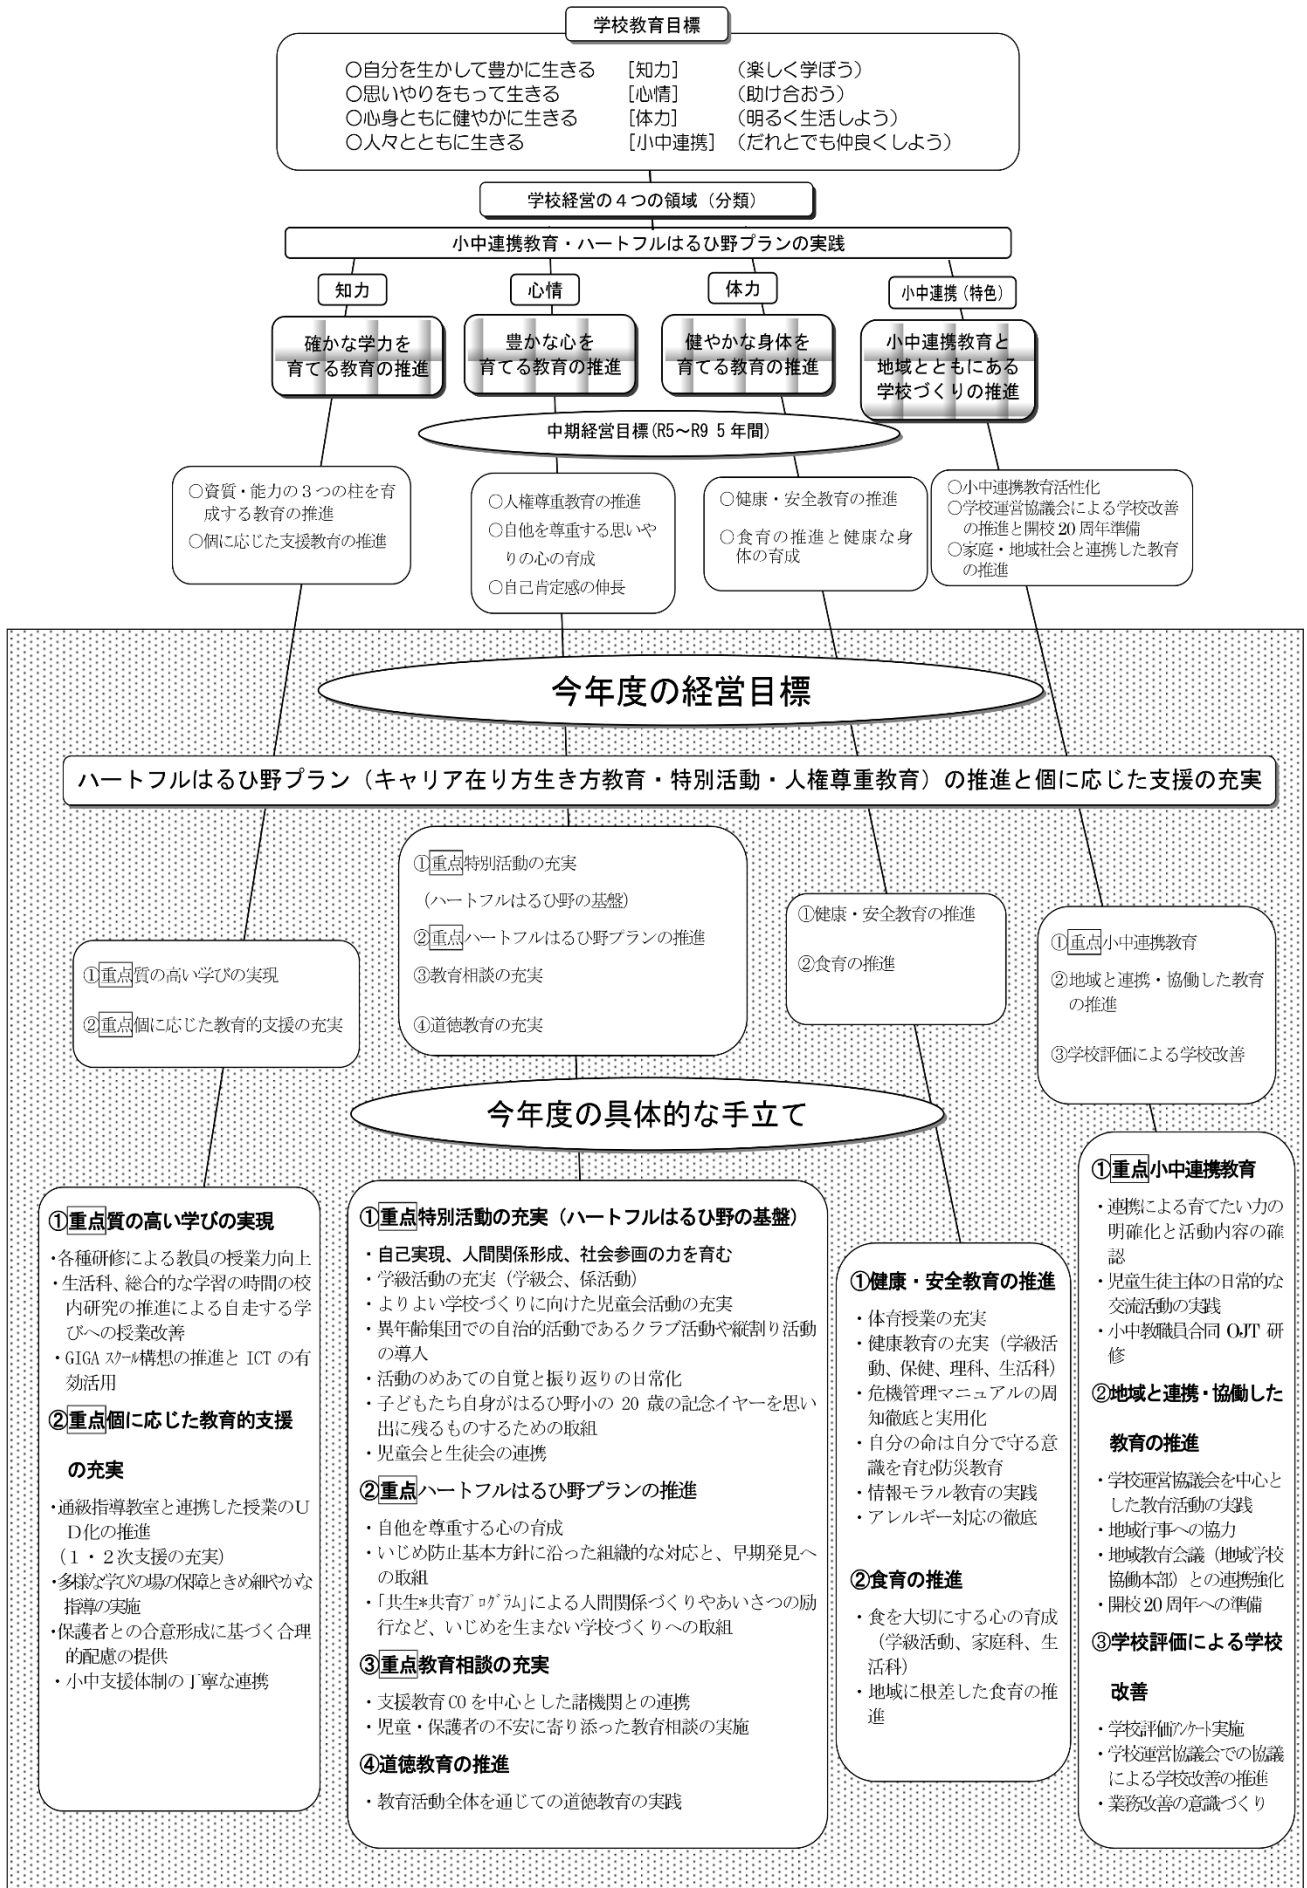 学校教育目標
○自分を生かして豊かに生きる [知力] （楽しく学ぼう）
○思いやりをもって生きる [心情] （助け合おう）
○心身ともに健やかに生きる [体力] （明るく生活しよう）
○人々とともに生きる [小中連携] （だれとでも仲良くしよう）
学校経営の４つの領域（分類）
小中連携教育・ハートフルはるひ野プランの実践
知力
心情
体力
小中連携（特色）
確かな学力を
育てる教育の推進
豊かな心を
育てる教育の推進
健やかな身体を
育てる教育の推進
小中連携教育と
地域とともにある
学校づくりの推進
中期経営目標(R5～R9 5 年間)
○資質・能力の３つの柱を育
成する教育の推進
○個に応じた支援教育の推進
○人権尊重教育の推進
○自他を尊重する思いや
りの心の育成
○自己肯定感の伸長
○健康・安全教育の推進
○食育の推進と健康な身
体の育成
○小中連携教育活性化
○学校運営協議会による学校改善
の推進と開校 20 周年準備
○家庭・地域社会と連携した教育
の推進
今年度の経営目標
ハートフルはるひ野プラン（キャリア在り方生き方教育・特別活動・人権尊重教育）の推進と個に応じた支援の充実
①重点質の高い学びの実現
②重点個に応じた教育的支援の充実
①重点特別活動の充実
（ハートフルはるひ野の基盤）
②重点ハートフルはるひ野プランの推進
③教育相談の充実
④道徳教育の充実
①健康・安全教育の推進
②食育の推進
①重点小中連携教育
②地域と連携・協働した教育
の推進
③学校評価による学校改善
今年度の具体的な手立て
①重点質の高い学びの実現
・各種研修による教員の授業力向上
・生活科、総合的な学習の時間の校
内研究の推進による自走する学
びへの授業改善
・GIGA ｽｸｰﾙ構想の推進と ICT の有
効活用
②重点個に応じた教育的支援
の充実
・通級指導教室と連携した授業のＵ
Ｄ化の推進
（１・２次支援の充実）
・多様な学びの場の保障ときめ細やかな
指導の実施
・保護者との合意形成に基づく合理
的配慮の提供
・小中支援体制の丁寧な連携
①重点特別活動の充実（ハートフルはるひ野の基盤）
・自己実現、人間関係形成、社会参画の力を育む
・学級活動の充実（学級会、係活動）
・よりよい学校づくりに向けた児童会活動の充実
・異年齢集団での自治的活動であるクラブ活動や縦割り活動
の導入
・活動のめあての自覚と振り返りの日常化
・子どもたち自身がはるひ野小の 20 歳の記念イヤーを思い
出に残るものするための取組
・児童会と生徒会の連携
②重点ハートフルはるひ野プランの推進
・自他を尊重する心の育成
・いじめ防止基本方針に沿った組織的な対応と、早期発見へ
の取組
・「共生*共育ﾌﾟﾛｸﾞﾗﾑ」による人間関係づくりやあいさつの励
行など、いじめを生まない学校づくりへの取組
③重点教育相談の充実
・支援教育 CO を中心とした諸機関との連携
・児童・保護者の不安に寄り添った教育相談の実施
④道徳教育の推進
・教育活動全体を通じての道徳教育の実践
①健康・安全教育の推進
・体育授業の充実
・健康教育の充実（学級活
動、保健、理科、生活科）
・危機管理マニュアルの周
知徹底と実用化
・自分の命は自分で守る意
識を育む防災教育
・情報モラル教育の実践
・アレルギー対応の徹底
②食育の推進
・食を大切にする心の育成
（学級活動、家庭科、生
活科）
・地域に根差した食育の推
進
①重点小中連携教育
・連携による育てたい力の
明確化と活動内容の確
認
・児童生徒主体の日常的な
交流活動の実践
・小中教職員合同 OJT 研
修
②地域と連携・協働した
教育の推進
・学校運営協議会を中心と
した教育活動の実践
・地域行事への協力
・地域教育会議（地域学校
協働本部）との連携強化
・開校 20 周年への準備
③学校評価による学校
改善
・学校評価ｱﾝｹｰﾄ実施
・学校運営協議会での協議
による学校改善の推進
・業務改善の意識づくり